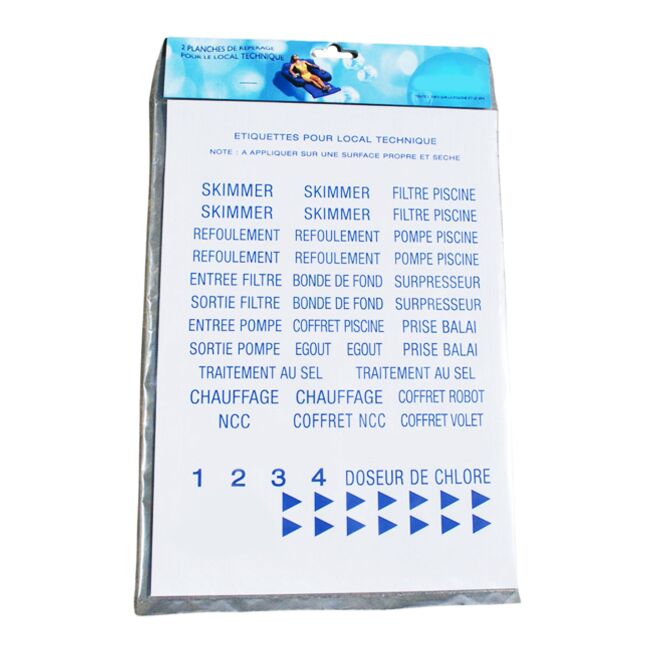 2 PLANCHES DE REPERAGE
POUR LE LOCAL TECHNIQUE
ETIQUETTES POUR LOCAL TECHNIQUE
NOTE : A APPLIQUER SUR UNE SURFACE PROPRE ET SECHE
SKIMMER SKIMMER FILTRE PISCINE
SKIMMER SKIMMER FILTRE PISCINE
REFOULEMENT REFOULEMENT POMPE PISCINE
REFOULEMENT REFOULEMENT POMPE PISCINE
ENTREE FILTRE BONDE DE FOND SURPRESSEUR
SORTIE FILTRE BONDE DE FOND SURPRESSEUR
ENTREE POMPE COFFRET PISCINE PRISE BALAI
SORTIE POMPE EGOUT EGOUT PRISE BALAI
TRAITEMENT AU SEL TRAITEMENT AU SEL
CHAUFFAGE CHAUFFAGE COFFRET ROBOT
NCC COFFRET NCC COFFRET VOLET
1 2 3 4 DOSEUR DE CHLORE